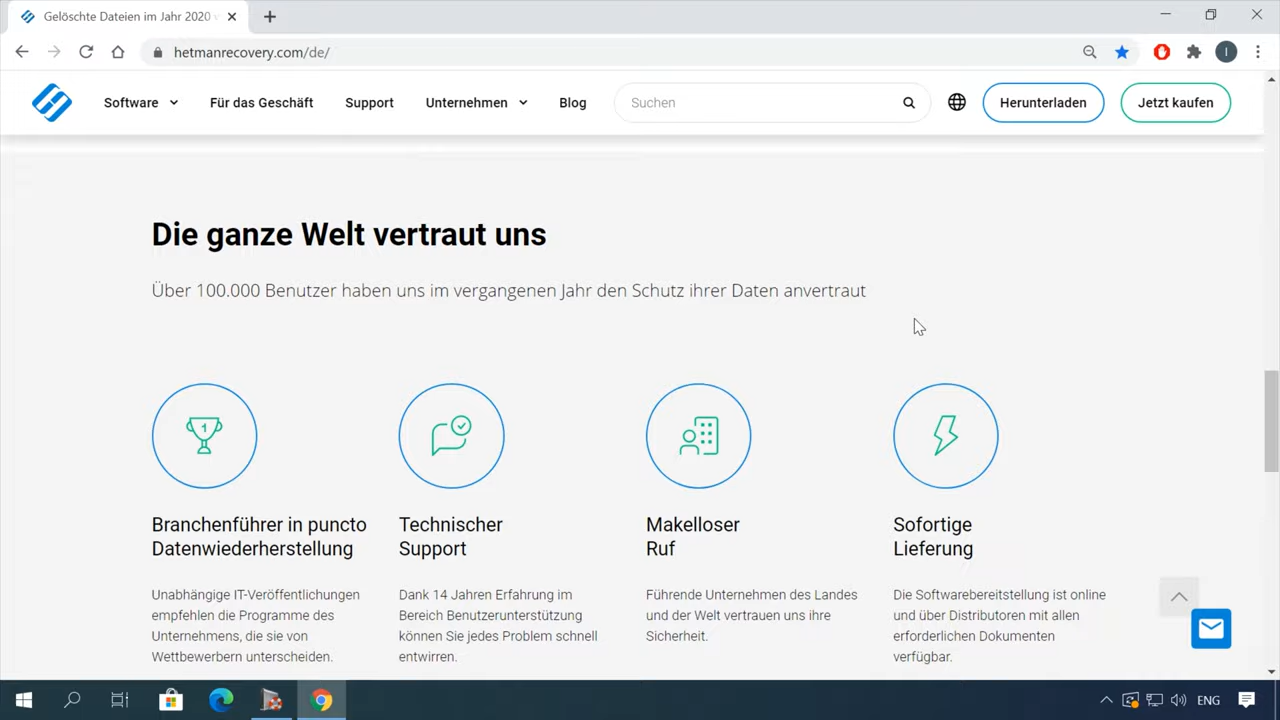 Gelöschte Dateien im Jahr 2020
hetmanrecovery.com/de/
I
Software Für das Geschäft Support Unternehmen Blog Suchen Herunterladen Jetzt kaufen
Die ganze Welt vertraut uns
Über 100.000 Benutzer haben uns im vergangenen Jahr den Schutz ihrer Daten anvertraut
1
Branchenführer in puncto
Datenwiederherstellung
Unabhängige IT-Veröffentlichungen
empfehlen die Programme des
Unternehmens, die sie von
Wettbewerbern unterscheiden.
Technischer
Support
Dank 14 Jahren Erfahrung im
Bereich Benutzerunterstützung
können Sie jedes Problem schnell
entwirren.
Makelloser
Ruf
Führende Unternehmen des Landes
und der Welt vertrauen uns ihre
Sicherheit.
Sofortige
Lieferung
Die Softwarebereitstellung ist online
und über Distributoren mit allen
erforderlichen Dokumenten
verfügbar.
ENG